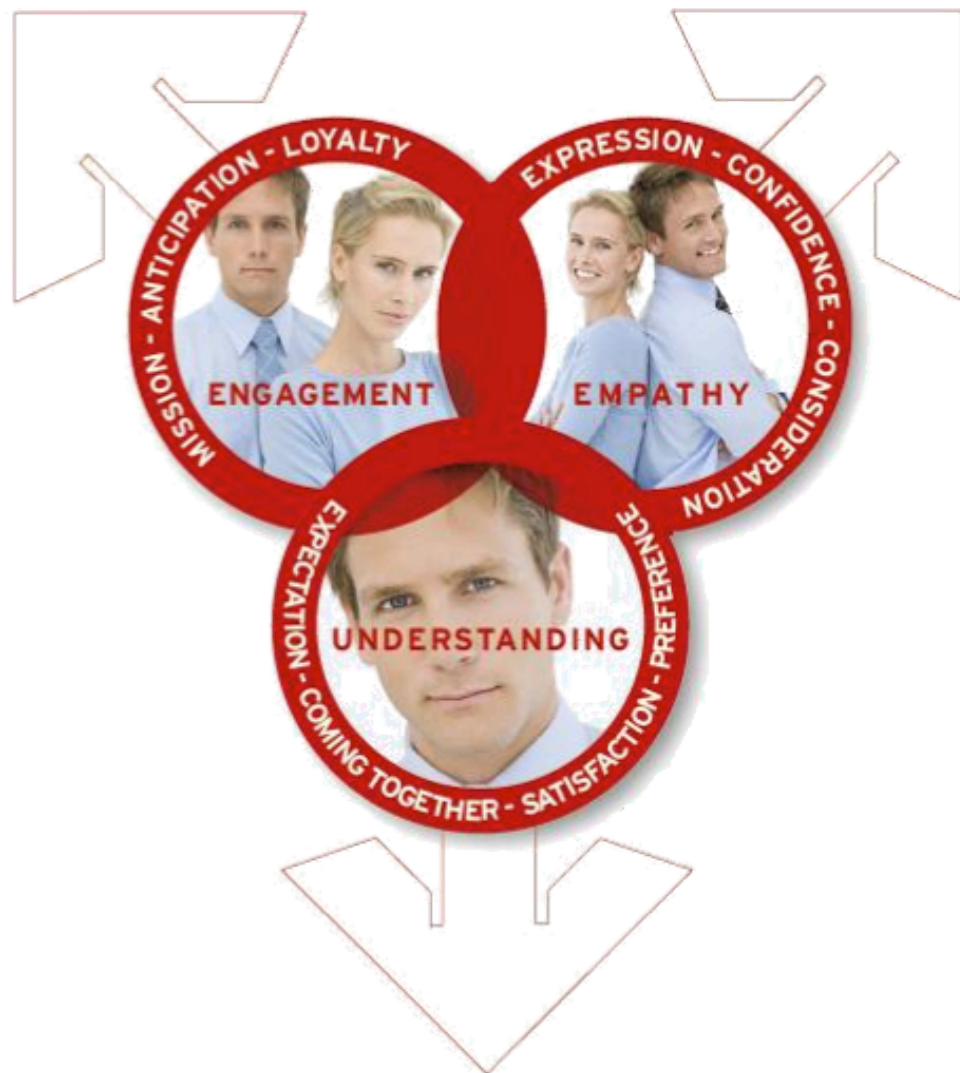 MISSION - ANTICIPATION - LOYALTY
ENGAGEMENT
EXPRESSION - CONFIDENCE - CONSIDERATION
EMPATHY
EXPECTATION - COMING TOGETHER - SATISFACTION - PREFERENCE
UNDERSTANDING